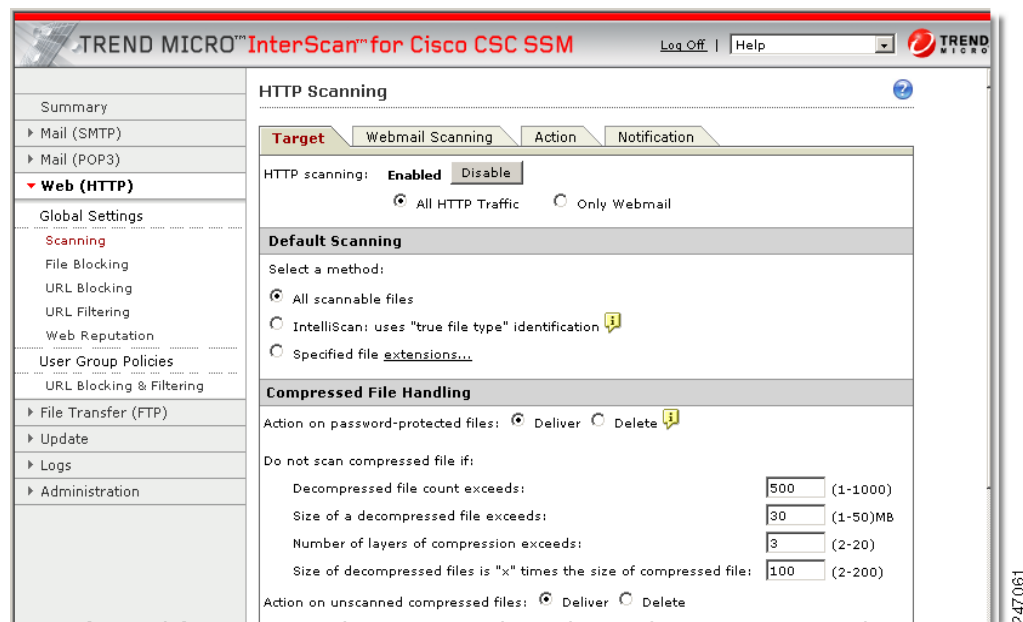 TREND MICRO™ InterScan™ for Cisco CSC SSM
Log Off | Help
TREND
MICRO
Summary
Mail (SMTP)
Mail (POP3)
Web (HTTP)
Global Settings
Scanning
File Blocking
URL Blocking
URL Filtering
Web Reputation
User Group Policies
URL Blocking & Filtering
File Transfer (FTP)
Update
Logs
Administration
HTTP Scanning
?
Target Webmail Scanning Action Notification
HTTP scanning: Enabled Disable
All HTTP Traffic Only Webmail
Default Scanning
Select a method:
All scannable files
IntelliScan: uses "true file type" identification
Specified file extensions...
Compressed File Handling
Action on password-protected files: Deliver Delete
Do not scan compressed file if:
Decompressed file count exceeds: 500 (1-1000)
Size of a decompressed file exceeds: 30 (1-50)MB
Number of layers of compression exceeds: 3 (2-20)
Size of decompressed files is "x" times the size of compressed file: 100 (2-200)
Action on unscanned compressed files: Deliver Delete
247061